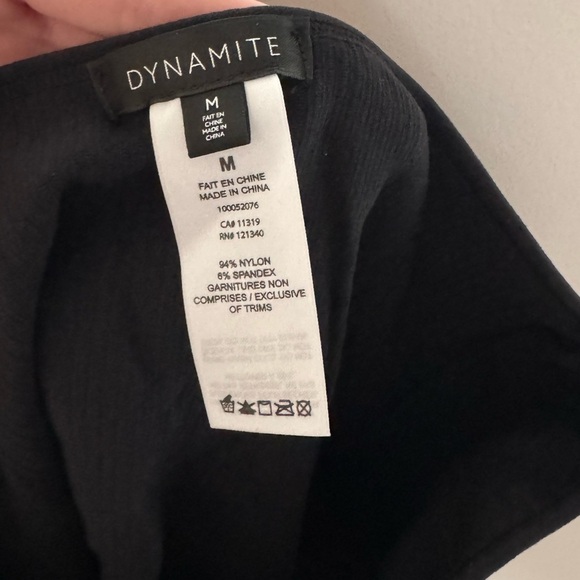 DYNAMITE
M
FAIT EN
CHINE
MADE IN
CHINA
M
FAIT EN CHINE
MADE IN CHINA
100052076
CA# 11319
RN# 121340
94% NYLON
6% SPANDEX
GARNITURES NON
COMPRISES / EXCLUSIVE
OF TRIMS